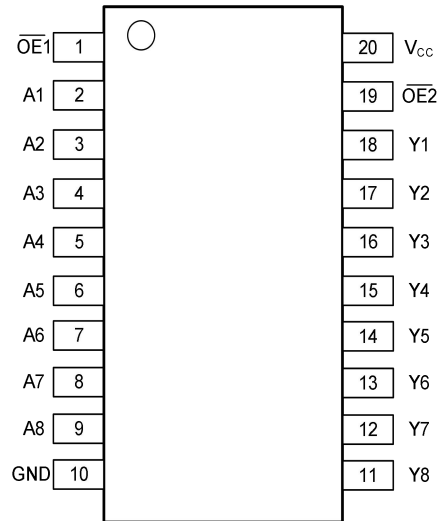 O̅E̅1 1 20 VCC
A1 2 19 O̅E̅2
A2 3 18 Y1
A3 4 17 Y2
A4 5 16 Y3
A5 6 15 Y4
A6 7 14 Y5
A7 8 13 Y6
A8 9 12 Y7
GND 10 11 Y8